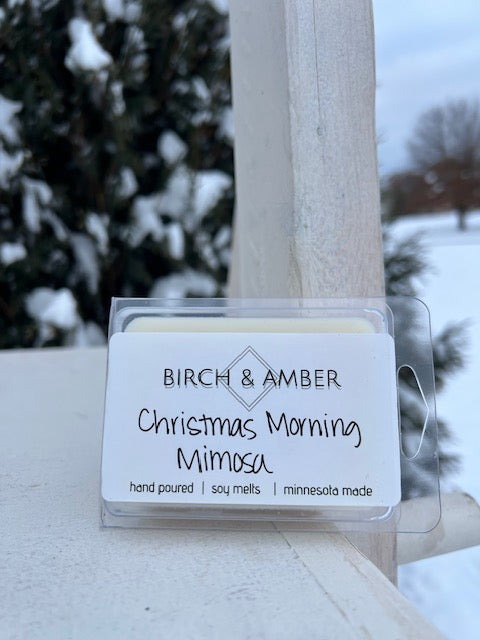 BIRCH & AMBER
Christmas Morning
Mimosa
hand poured | soy melts | minnesota made